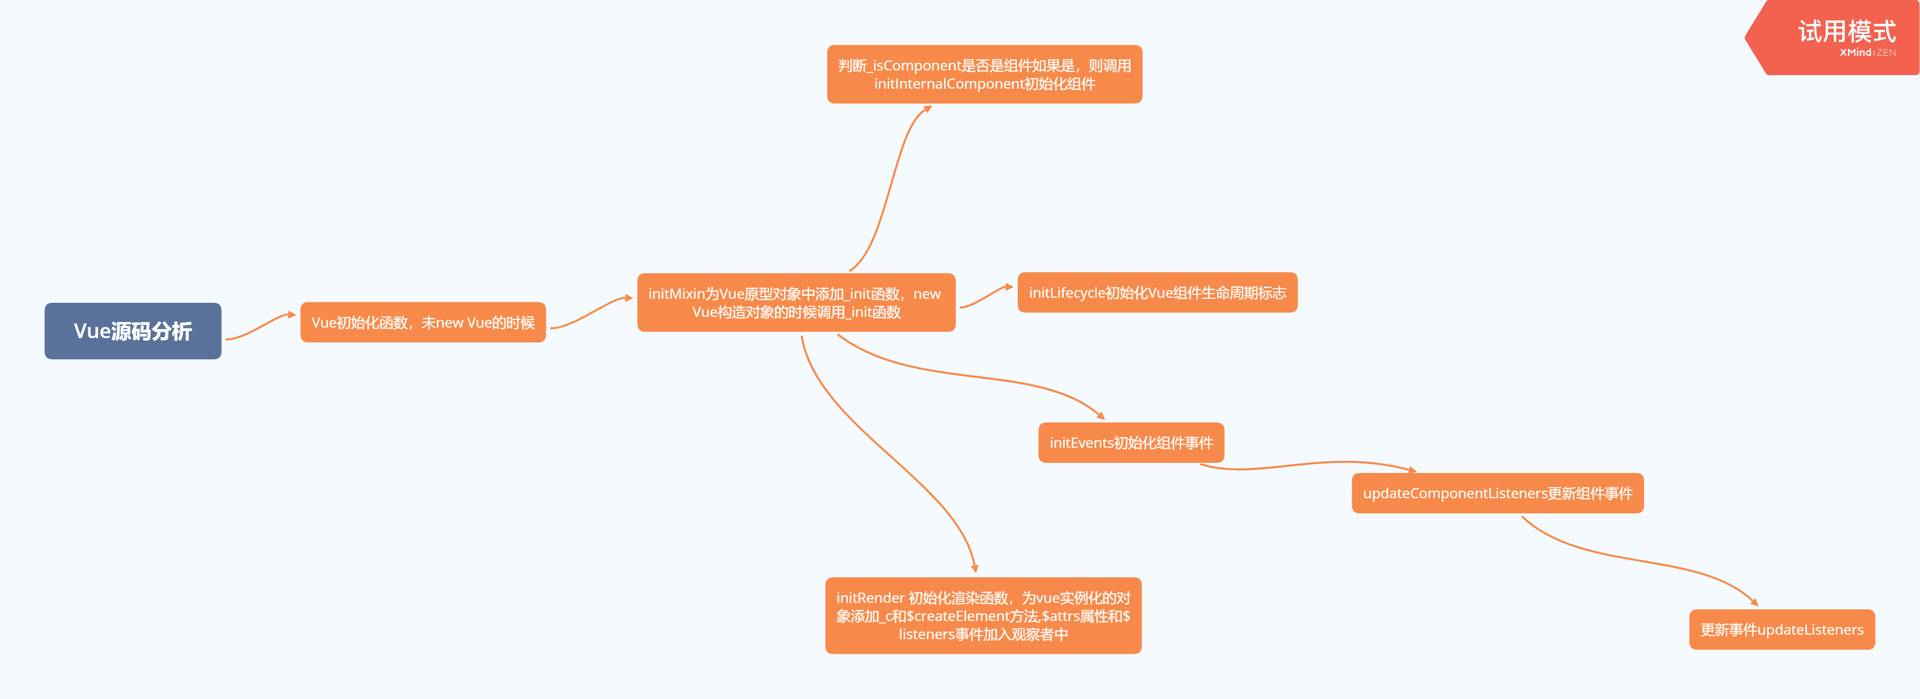 试用模式
XMind:ZEN
判断_isComponent是否是组件如果是，则调用
initInternalComponent初始化组件
Vue源码分析
Vue初始化函数，未new Vue的时候
initMixin为Vue原型对象中添加_init函数，new
Vue构造对象的时候调用_init函数
initLifecycle初始化Vue组件生命周期标志
initEvents初始化组件事件
updateComponentListeners更新组件事件
initRender 初始化渲染函数，为vue实例化的对
象添加_c和$createElement方法,$attrs属性和$
listeners事件加入观察者中
更新事件updateListeners